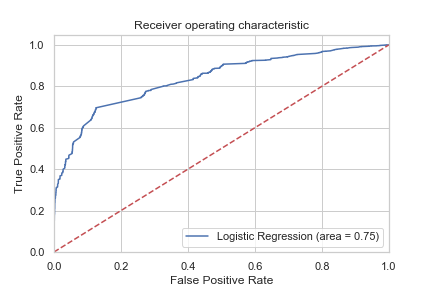 Receiver operating characteristic
1.0
0.8
0.6
0.4
0.2
0.0
True Positive Rate
Logistic Regression (area = 0.75)
0.0 0.2 0.4 0.6 0.8 1.0
False Positive Rate